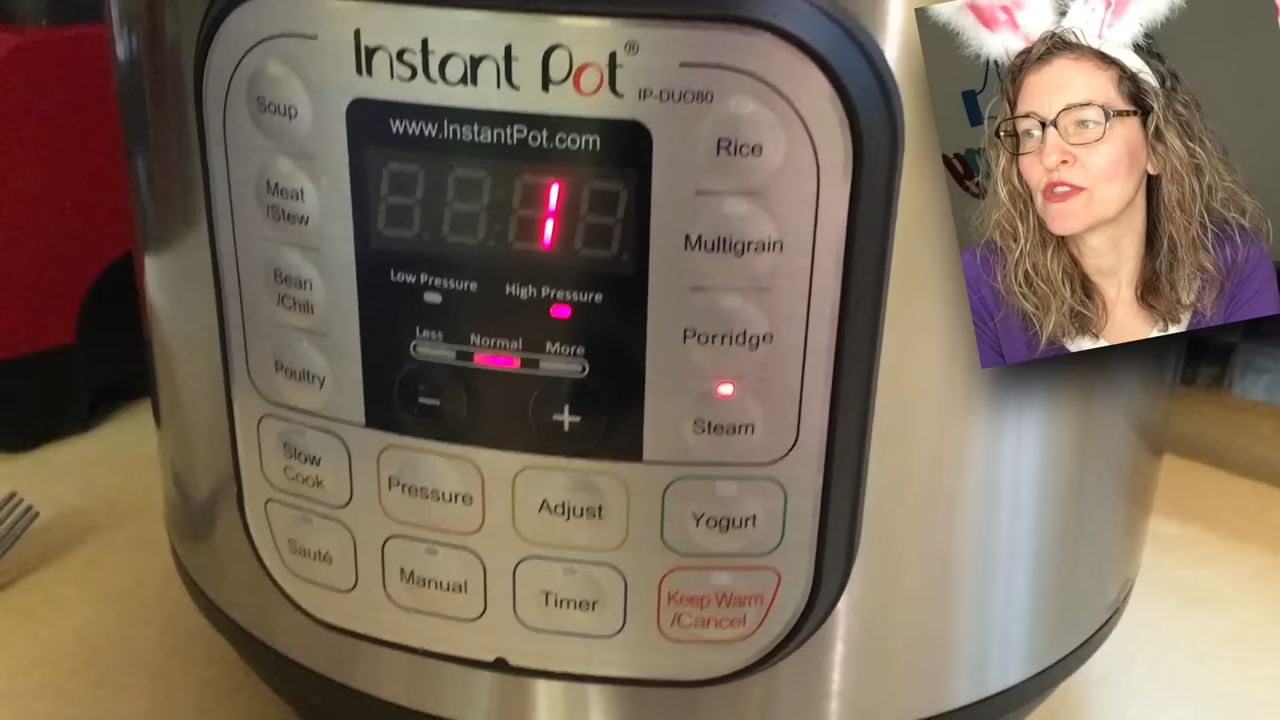 Instant Pot®
IP-DUO80
www.InstantPot.com
1
Low Pressure
High Pressure
Less
Normal
More
−
+
Soup
Meat
/Stew
Bean
/Chili
Poultry
Rice
Multigrain
Porridge
Steam
Slow
Cook
Pressure
Adjust
Yogurt
Sauté
Manual
Timer
Keep Warm
/Cancel